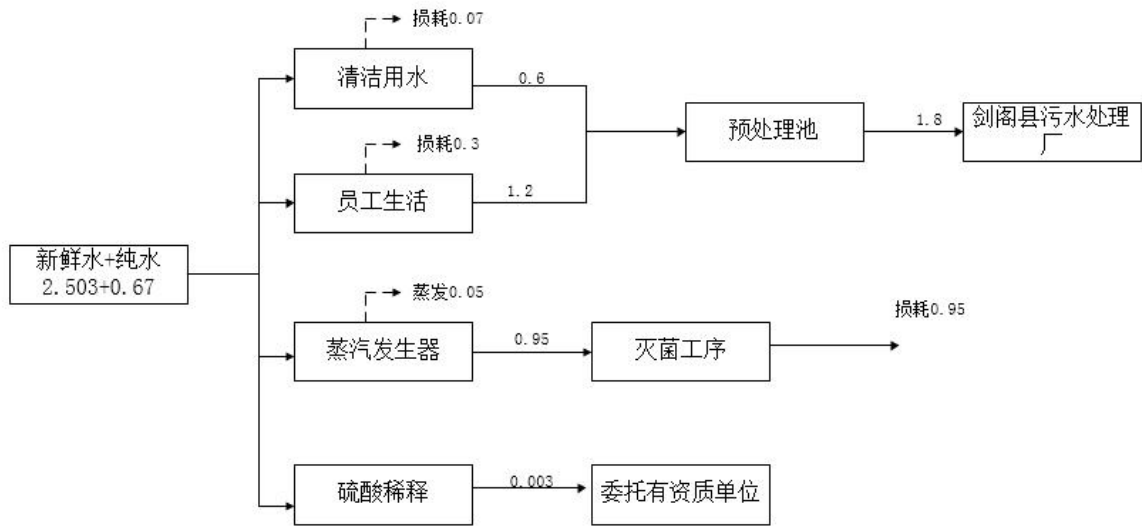 损耗0.07
清洁用水
0.6
预处理池
1.8
剑阁县污水处理
厂
损耗0.3
员工生活
1.2
新鲜水+纯水
2.503+0.67
蒸发0.05
蒸汽发生器
0.95
灭菌工序
损耗0.95
硫酸稀释
0.003
委托有资质单位